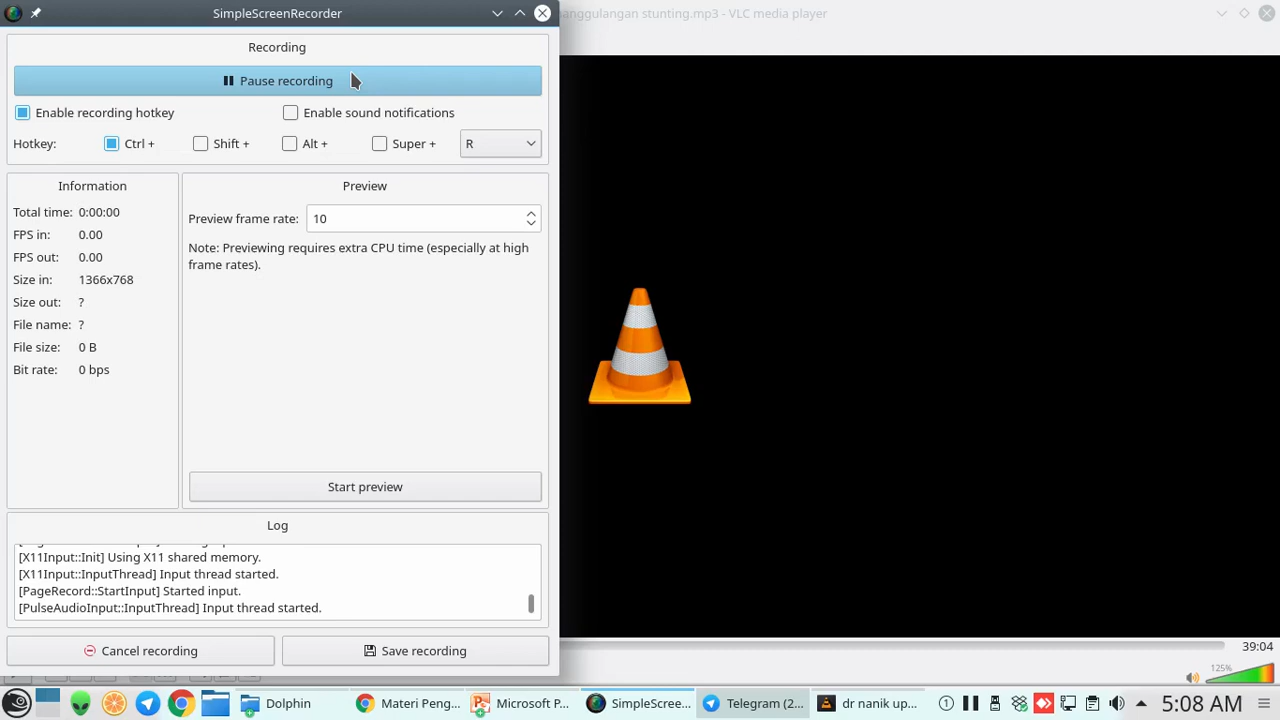 SimpleScreenRecorder
anggulangan stunting.mp3 - VLC media player
Recording
Pause recording
Enable recording hotkey
Enable sound notifications
Hotkey: Ctrl + Shift + Alt + Super + R
Information
Total time: 0:00:00
FPS in: 0.00
FPS out: 0.00
Size in: 1366x768
Size out: ?
File name: ?
File size: 0 B
Bit rate: 0 bps
Preview
Preview frame rate: 10
Note: Previewing requires extra CPU time (especially at high
frame rates).
Start preview
Log
[X11Input::Init] Using X11 shared memory.
[X11Input::InputThread] Input thread started.
[PageRecord::StartInput] Started input.
[PulseAudioInput::InputThread] Input thread started.
Cancel recording
Save recording
39:04
125%
Dolphin
Materi Peng...
Microsoft P...
SimpleScree...
Telegram (2...
dr nanik up...
1
5:08 AM